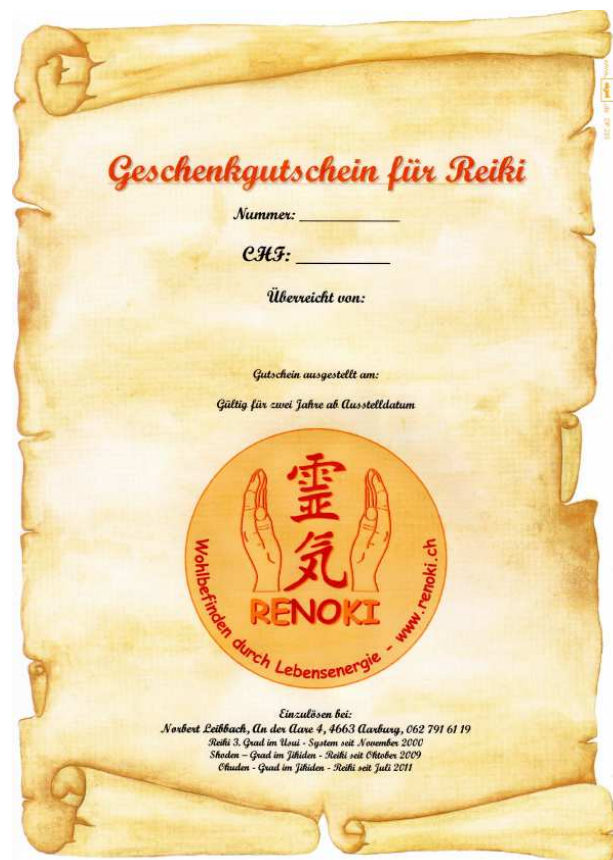 Geschenkgutschein für Reiki
Nummer: ___________
CHF: _________
Überreicht von:
Gutschein ausgestellt am:
Gültig für zwei Jahre ab Ausstelldatum
霊
気
RENOKI
Wohlbefinden durch Lebensenergie - www.renoki.ch
Einzulösen bei:
Norbert Leibbach, An der Aare 4, 4663 Aarburg, 062 791 61 19
Reiki 3. Grad im Usui - System seit November 2000
Shoden – Grad im Jikiden - Reiki seit Oktober 2009
Okuden - Grad im Jikiden - Reiki seit Juli 2011